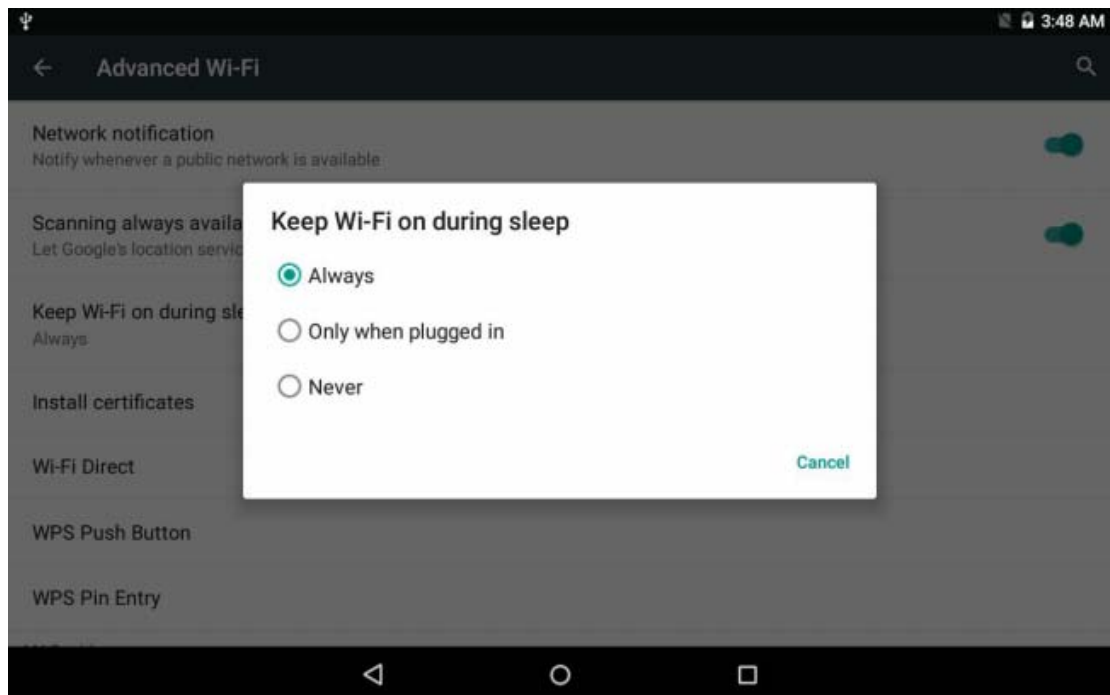 3:48 AM
Advanced Wi-Fi
Network notification
Notify whenever a public network is available
Scanning always availa
Let Google's location servic
Keep Wi-Fi on during sle
Always
Install certificates
Wi-Fi Direct
WPS Push Button
WPS Pin Entry
Keep Wi-Fi on during sleep
Always
Only when plugged in
Never
Cancel